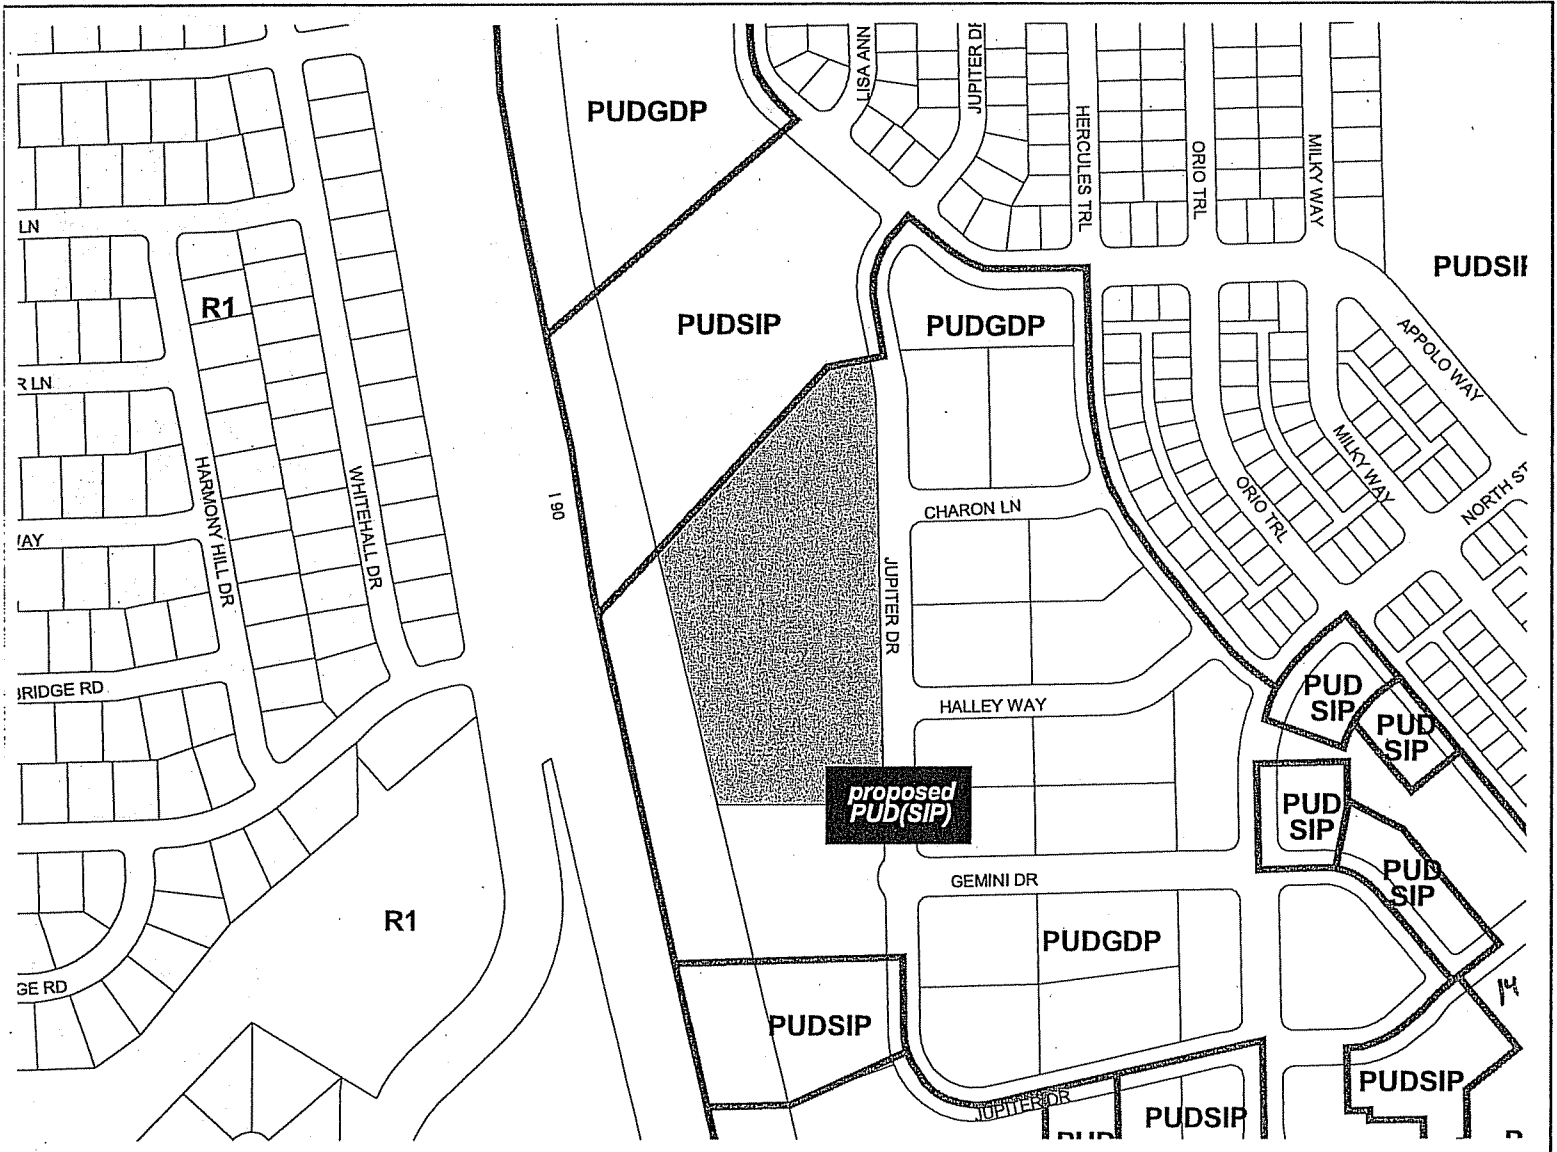 LISA ANN
JUPITER DR
PUDGDP
HERCULES TRL
ORIO TRL
MILKY WAY
LN
R1
PUDSIP
PUDGDP
PUDSIP
APPOLO WAY
R LN
HARMONY HILL DR
WHITEHALL DR
I 90
CHARON LN
ORIO TRL
MILKY WAY
NORTH ST
JUPITER DR
BRIDGE RD
HALLEY WAY
PUD
SIP
PUD
SIP
proposed
PUD(SIP)
PUD
SIP
GEMINI DR
PUD
SIP
R1
PUDGDP
GE RD
14
PUDSIP
PUDSIP
JUPITER DR
PUDSIP
PUD